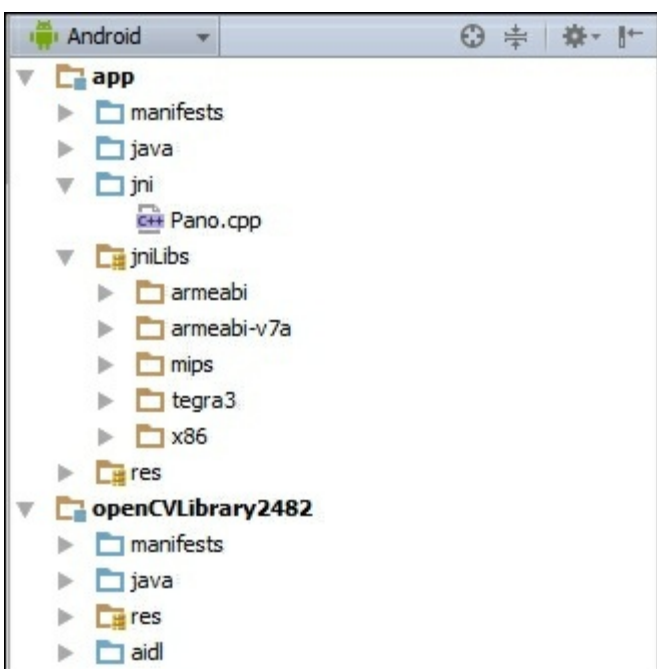 Android
app
manifests
java
jni
C++ Pano.cpp
jniLibs
armeabi
armeabi-v7a
mips
tegra3
x86
res
openCVLibrary2482
manifests
java
res
aidl